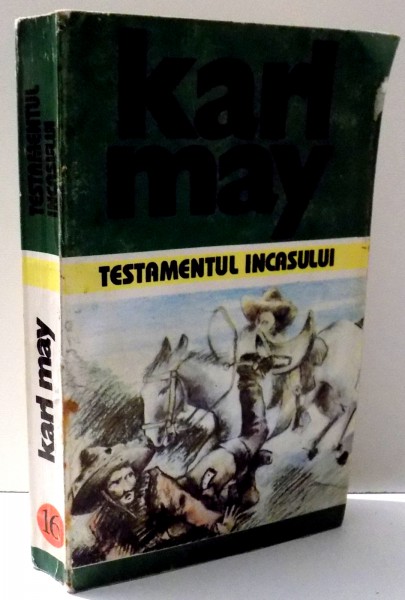 karl
may
TESTAMENTUL INCASULUI
TESTAMENTUL
INCASULUI
karl may
16